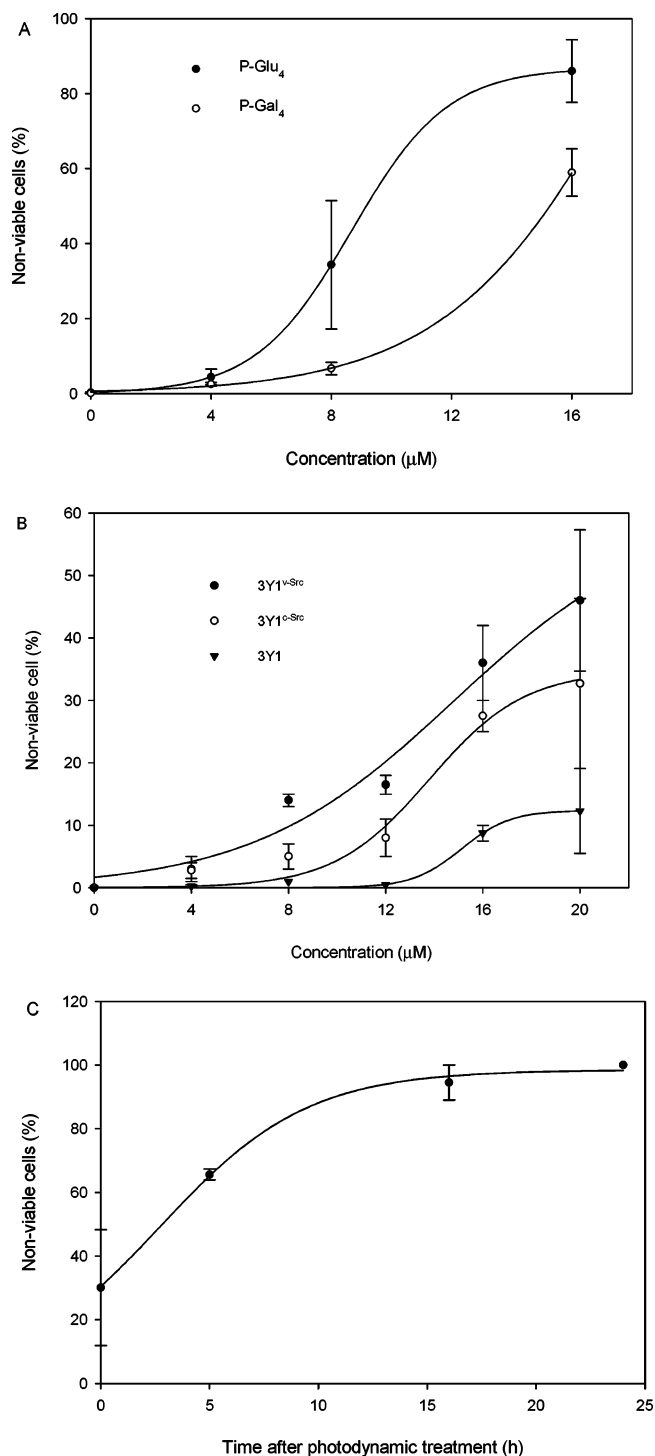 A
100
80
60
40
20
0
Non-viable cells (%)
P-Glu4
P-Gal4
0 4 8 12 16
Concentration (μM)
B
60
50
40
30
20
10
0
Non-viable cell (%)
3Y1v-Src
3Y1c-Src
3Y1
0 4 8 12 16 20
Concentration (μM)
C
120
100
80
60
40
20
0
Non-viable cells (%)
0 5 10 15 20 25
Time after photodynamic treatment (h)